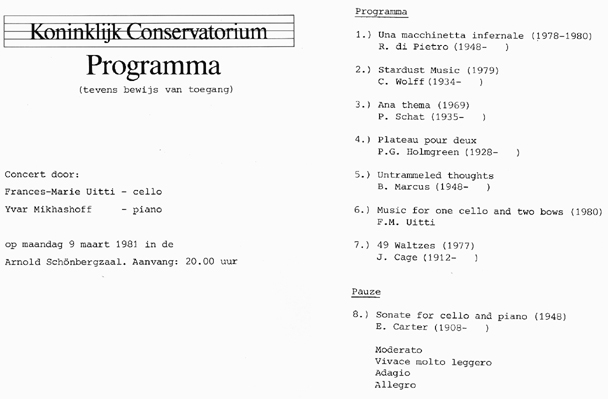 Koninklijk Conservatorium
Programma
(tevens bewijs van toegang)
Concert door:
Frances-Marie Uitti - cello
Yvar Mikhashoff - piano
op maandag 9 maart 1981 in de
Arnold Schönbergzaal. Aanvang: 20.00 uur
Programma
1.) Una macchinetta infernale (1978-1980)
R. di Pietro (1948- )
2.) Stardust Music (1979)
C. Wolff (1934- )
3.) Ana thema (1969)
P. Schat (1935- )
4.) Plateau pour deux
P.G. Holmgreen (1928- )
5.) Untrammeled thoughts
B. Marcus (1948- )
6.) Music for one cello and two bows (1980)
F.M. Uitti
7.) 49 Waltzes (1977)
J. Cage (1912- )
Pauze
8.) Sonate for cello and piano (1948)
E. Carter (1908- )
Moderato
Vivace molto leggero
Adagio
Allegro